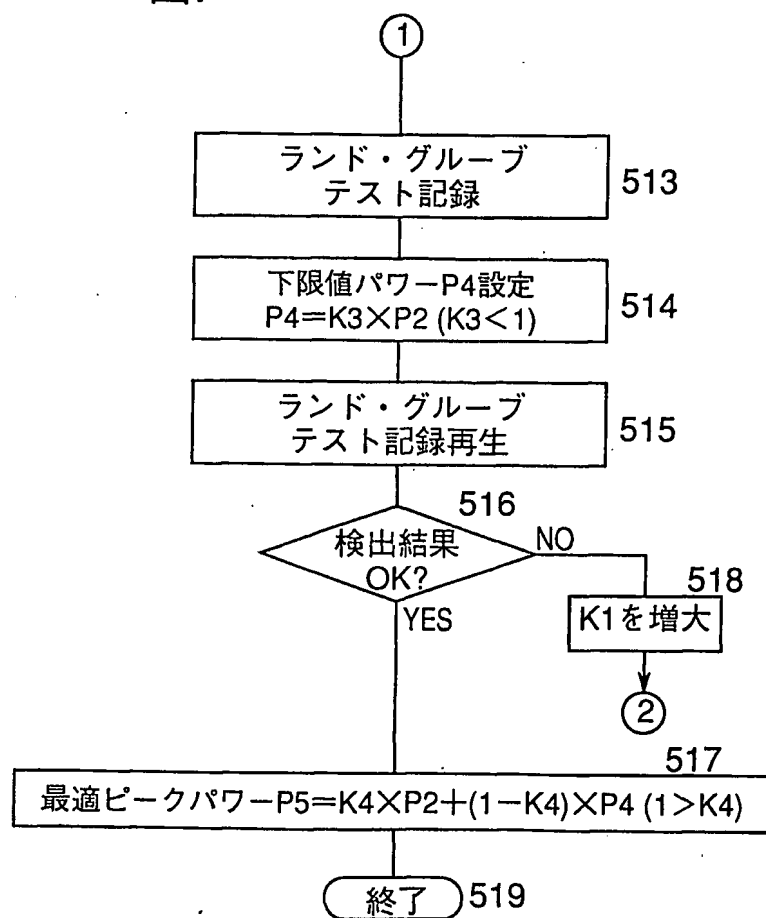 1
ランド・グルーブ
テスト記録
513
下限値パワーP4設定
P4=K3×P2 (K3<1)
514
ランド・グルーブ
テスト記録再生
515
516
検出結果
OK?
NO
YES
518
K1を増大
2
517
最適ピークパワーP5=K4×P2+(1-K4)×P4 (1>K4)
終了
519